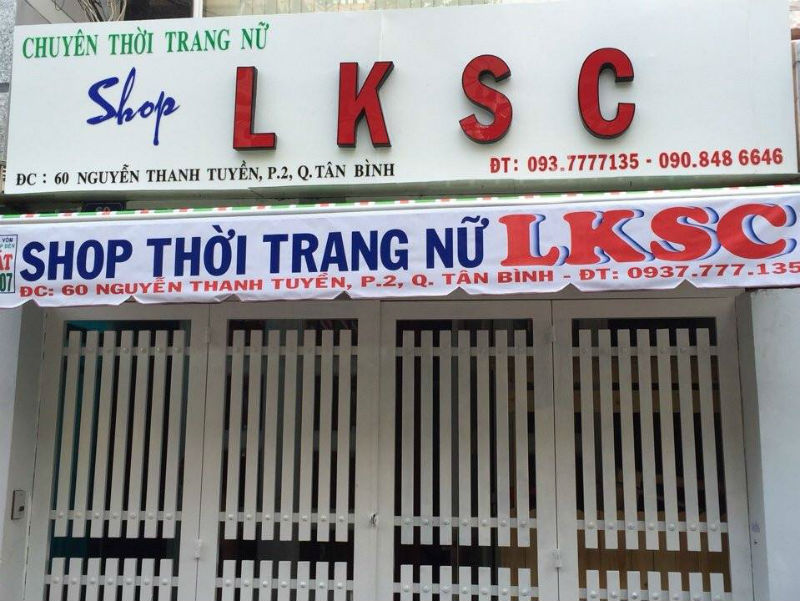 CHUYÊN THỜI TRANG NỮ
Shop LKSC
ĐC : 60 NGUYỄN THANH TUYỀN, P.2, Q.TÂN BÌNH
ĐT: 093.7777135 - 090.848 6646
SHOP THỜI TRANG NỮ LKSC
ĐC: 60 NGUYỄN THANH TUYỀN, P.2, Q. TÂN BÌNH - ĐT: 0937.777.135